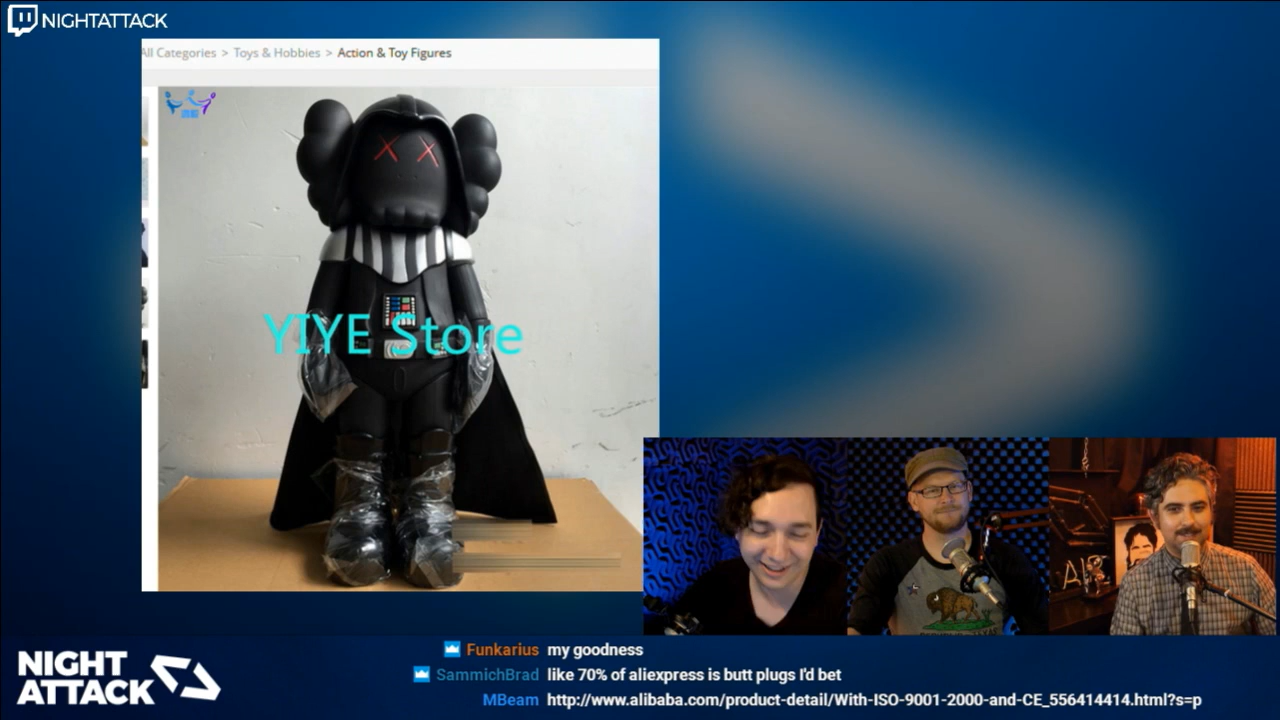 NIGHTATTACK
All Categories > Toys & Hobbies > Action & Toy Figures
YIYE Store
NIGHT
ATTACK
Funkarius my goodness
SammichBrad like 70% of aliexpress is butt plugs I'd bet
MBeam http://www.alibaba.com/product-detail/With-ISO-9001-2000-and-CE_556414414.html?s=p